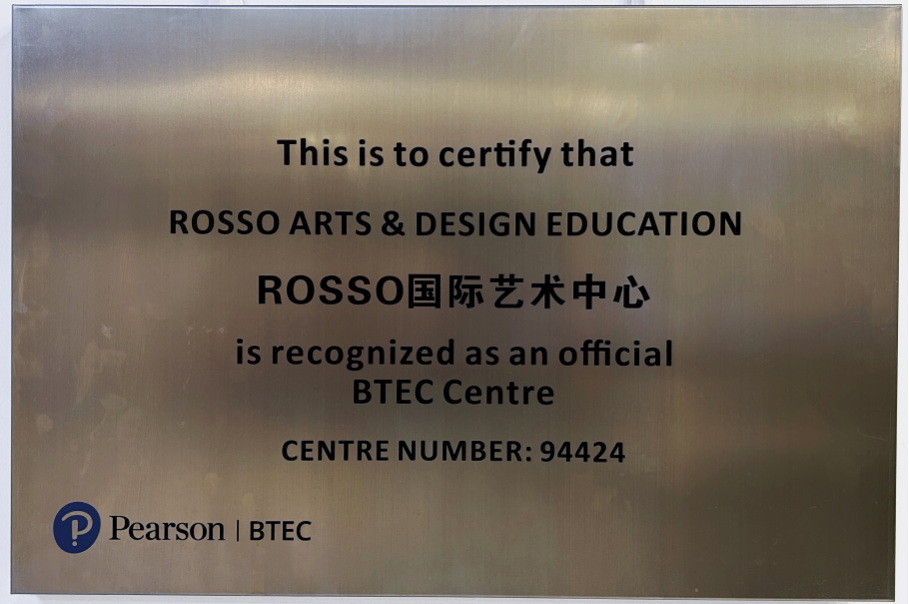 This is to certify that
ROSSO ARTS & DESIGN EDUCATION
ROSSO国际艺术中心
is recognized as an official
BTEC Centre
CENTRE NUMBER: 94424
Pearson | BTEC